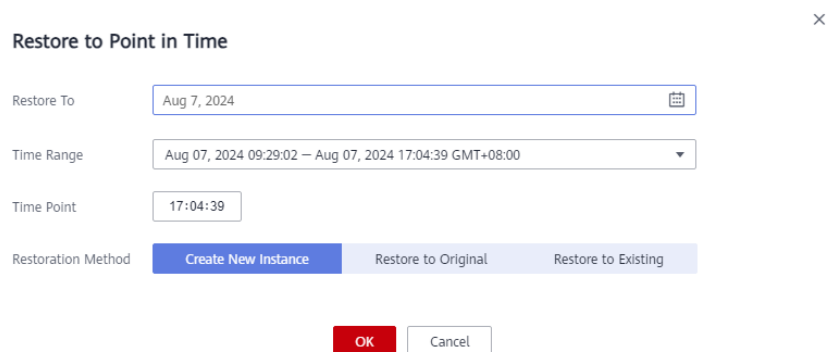 Restore to Point in Time
Restore To Aug 7, 2024
Time Range Aug 07, 2024 09:29:02 — Aug 07, 2024 17:04:39 GMT+08:00
Time Point 17:04:39
Restoration Method Create New Instance Restore to Original Restore to Existing
OK Cancel